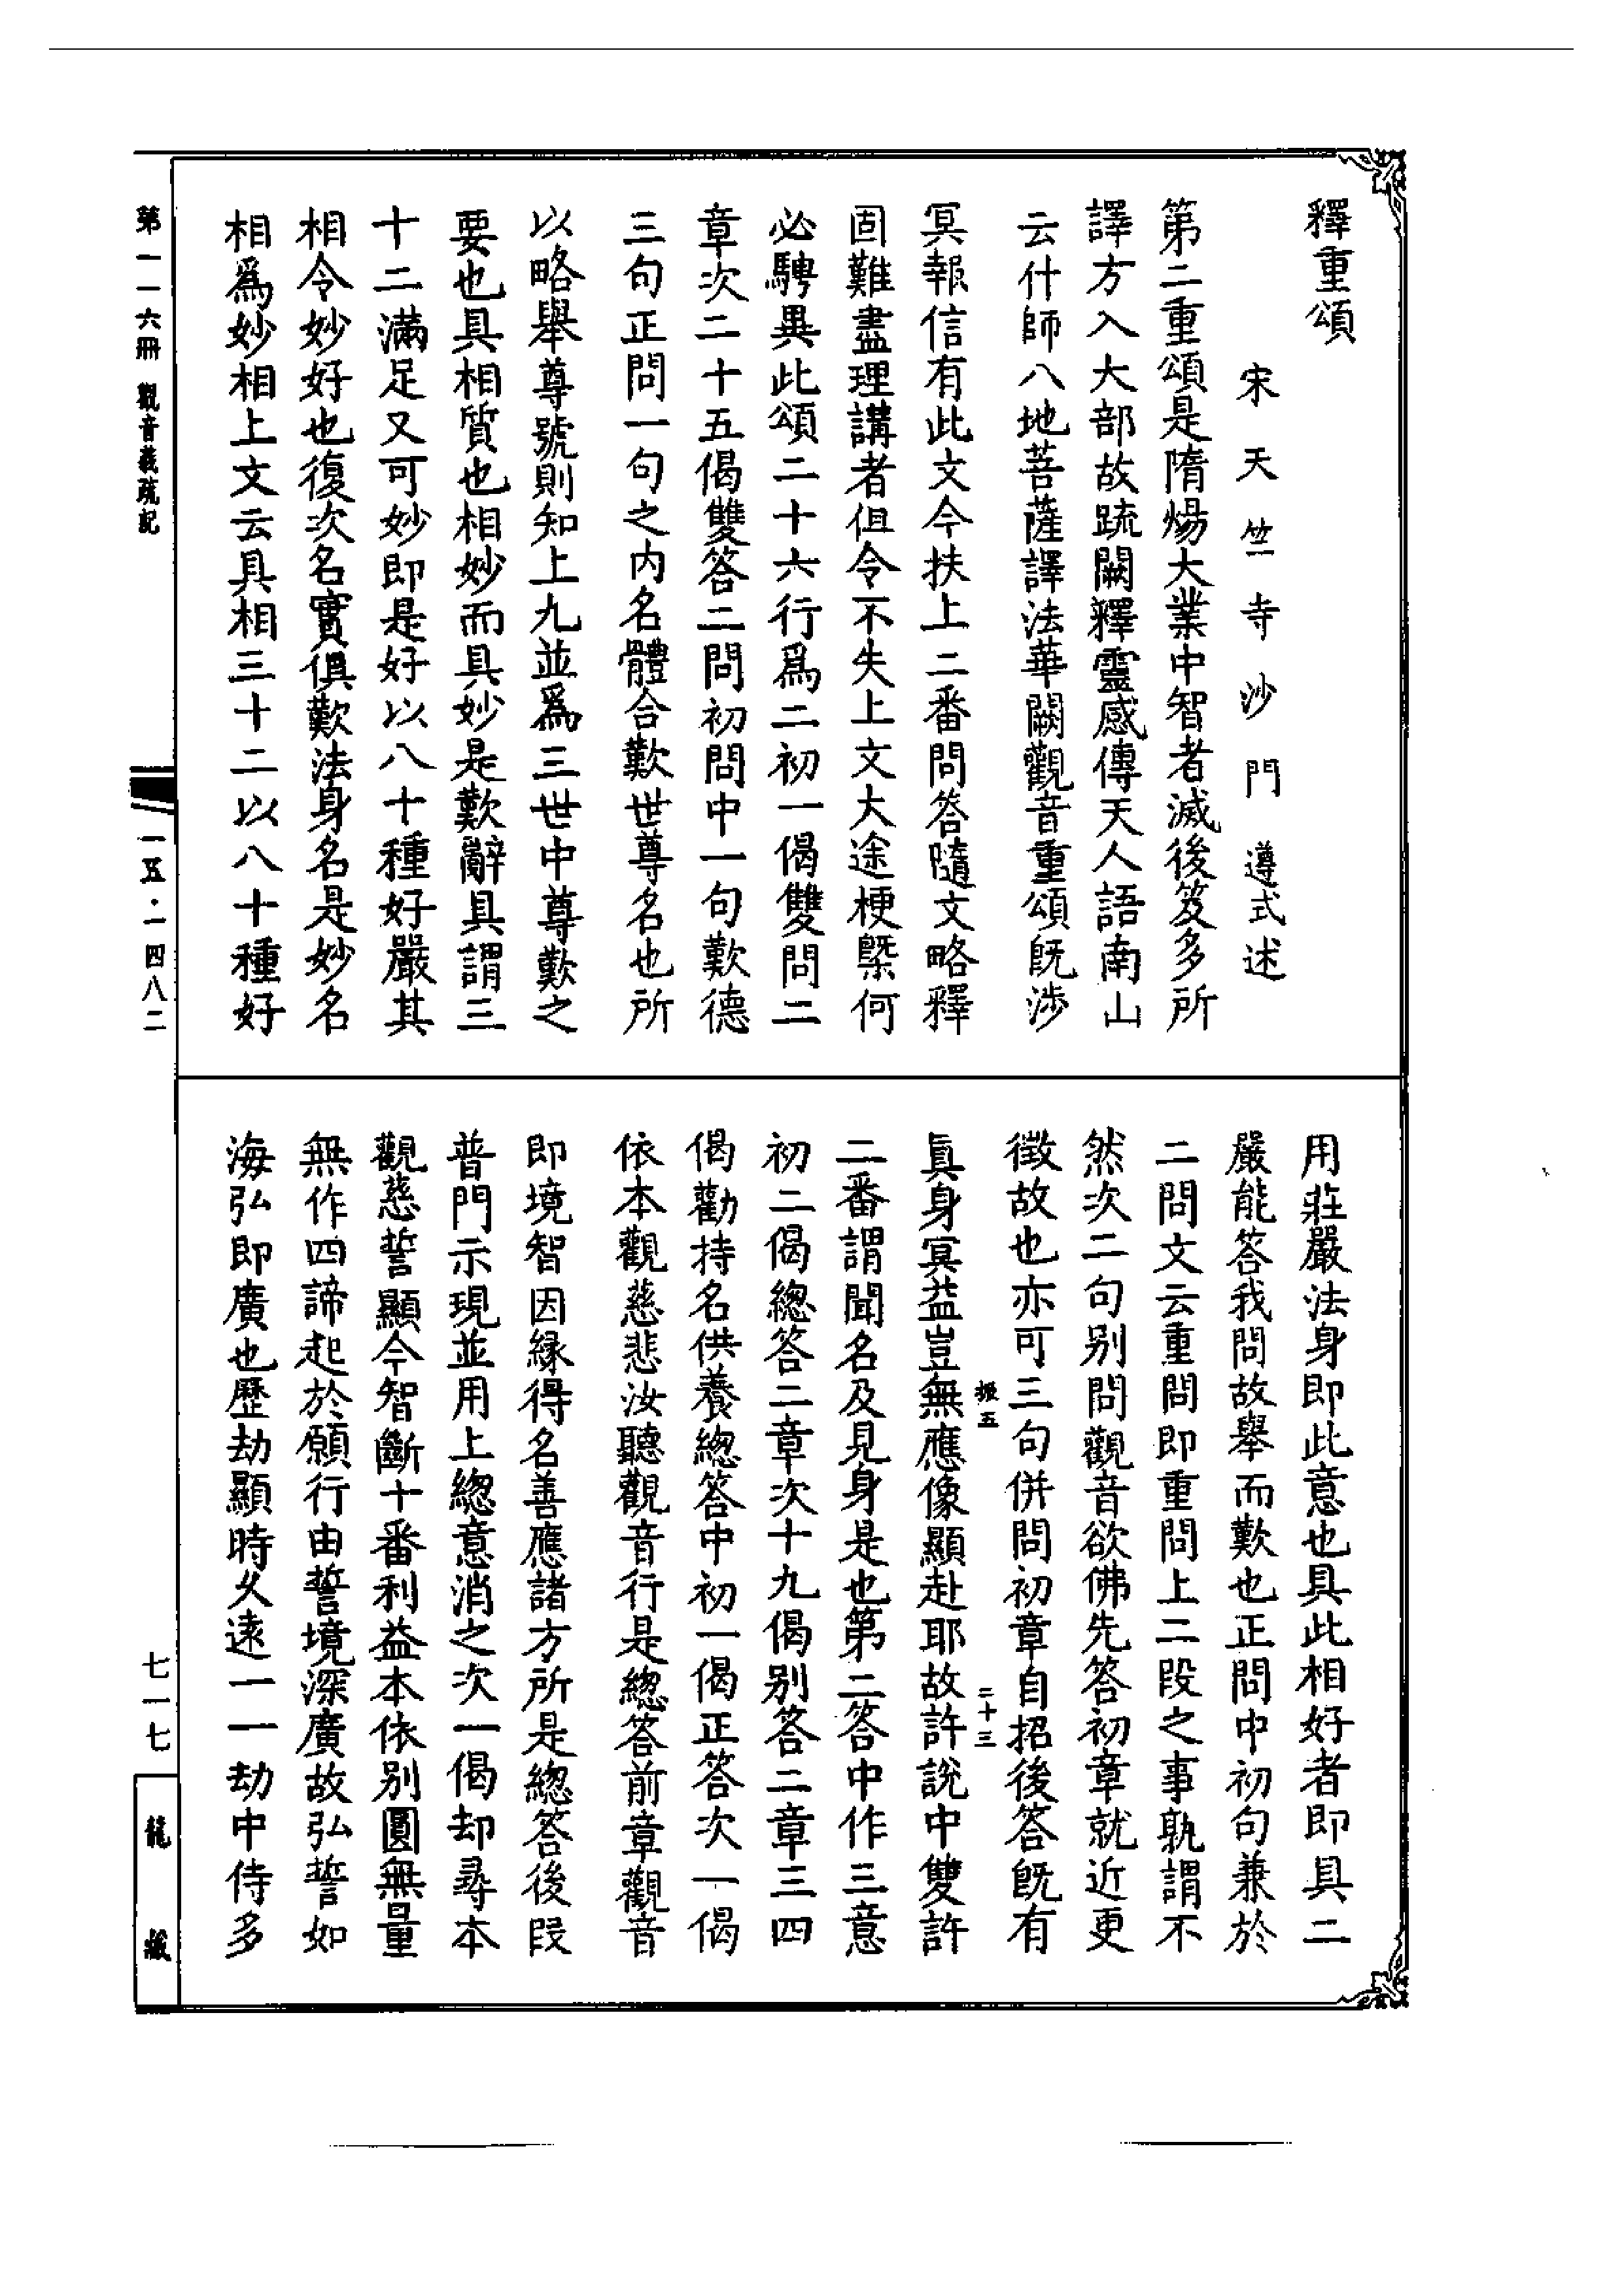 釋重頌
宋天竺寺沙門遵式述
第二重頌是隋煬大業中智者滅後笈多所
譯方入大部故䟽闕釋靈感傳天人語南山
云什師八地菩薩譯法華闕觀音重頌既涉
冥報信有此文今扶上二番問答隨文略釋
固難盡理講者但令不失上文大途梗槩何
必騁異此頌二十六行爲二初一偈雙問二
章次二十五偈雙答二問初問中一句歎德
三句正問一句之內名體合歎世尊名也所
以略舉尊號則知上九並爲三世中尊歎之
要也具相質也相妙而具妙是歎辭具謂三
十二滿足又可妙即是好以八十種好嚴其
相令妙好也復次名實俱歎法身名是妙名
相爲妙相上文云具相三十二以八十種好
用莊嚴法身即此意也具此相好者即具二
嚴能答我問故舉而歎也正問中初句兼於
二問文云重問即重問上二段之事孰謂不
然次二句别問觀音欲佛先答初章就近更
徵故也亦可三句併問初章自招後答既有
振五
二十三
眞身冥益豈無應像顯赴耶故許說中雙許
二番謂聞名及見身是也第二答中作三意
初二偈總答二章次十九偈别答二章三四
偈勸持名供養總答中初一偈正答次一偈
依本觀慈悲汝聽觀音行是總答前章觀音
即境智因緣得名善應諸方所是總答後段
普門示現並用上總意消之次一偈却尋本
觀慈誓顯今智斷十番利益本依别圓無量
無作四諦起於願行由誓境深廣故弘誓如
海弘即廣也歷劫顯時久遠一一劫中侍多
第一一六冊 觀音義疏記
一五·一四八二
七一七
龍藏